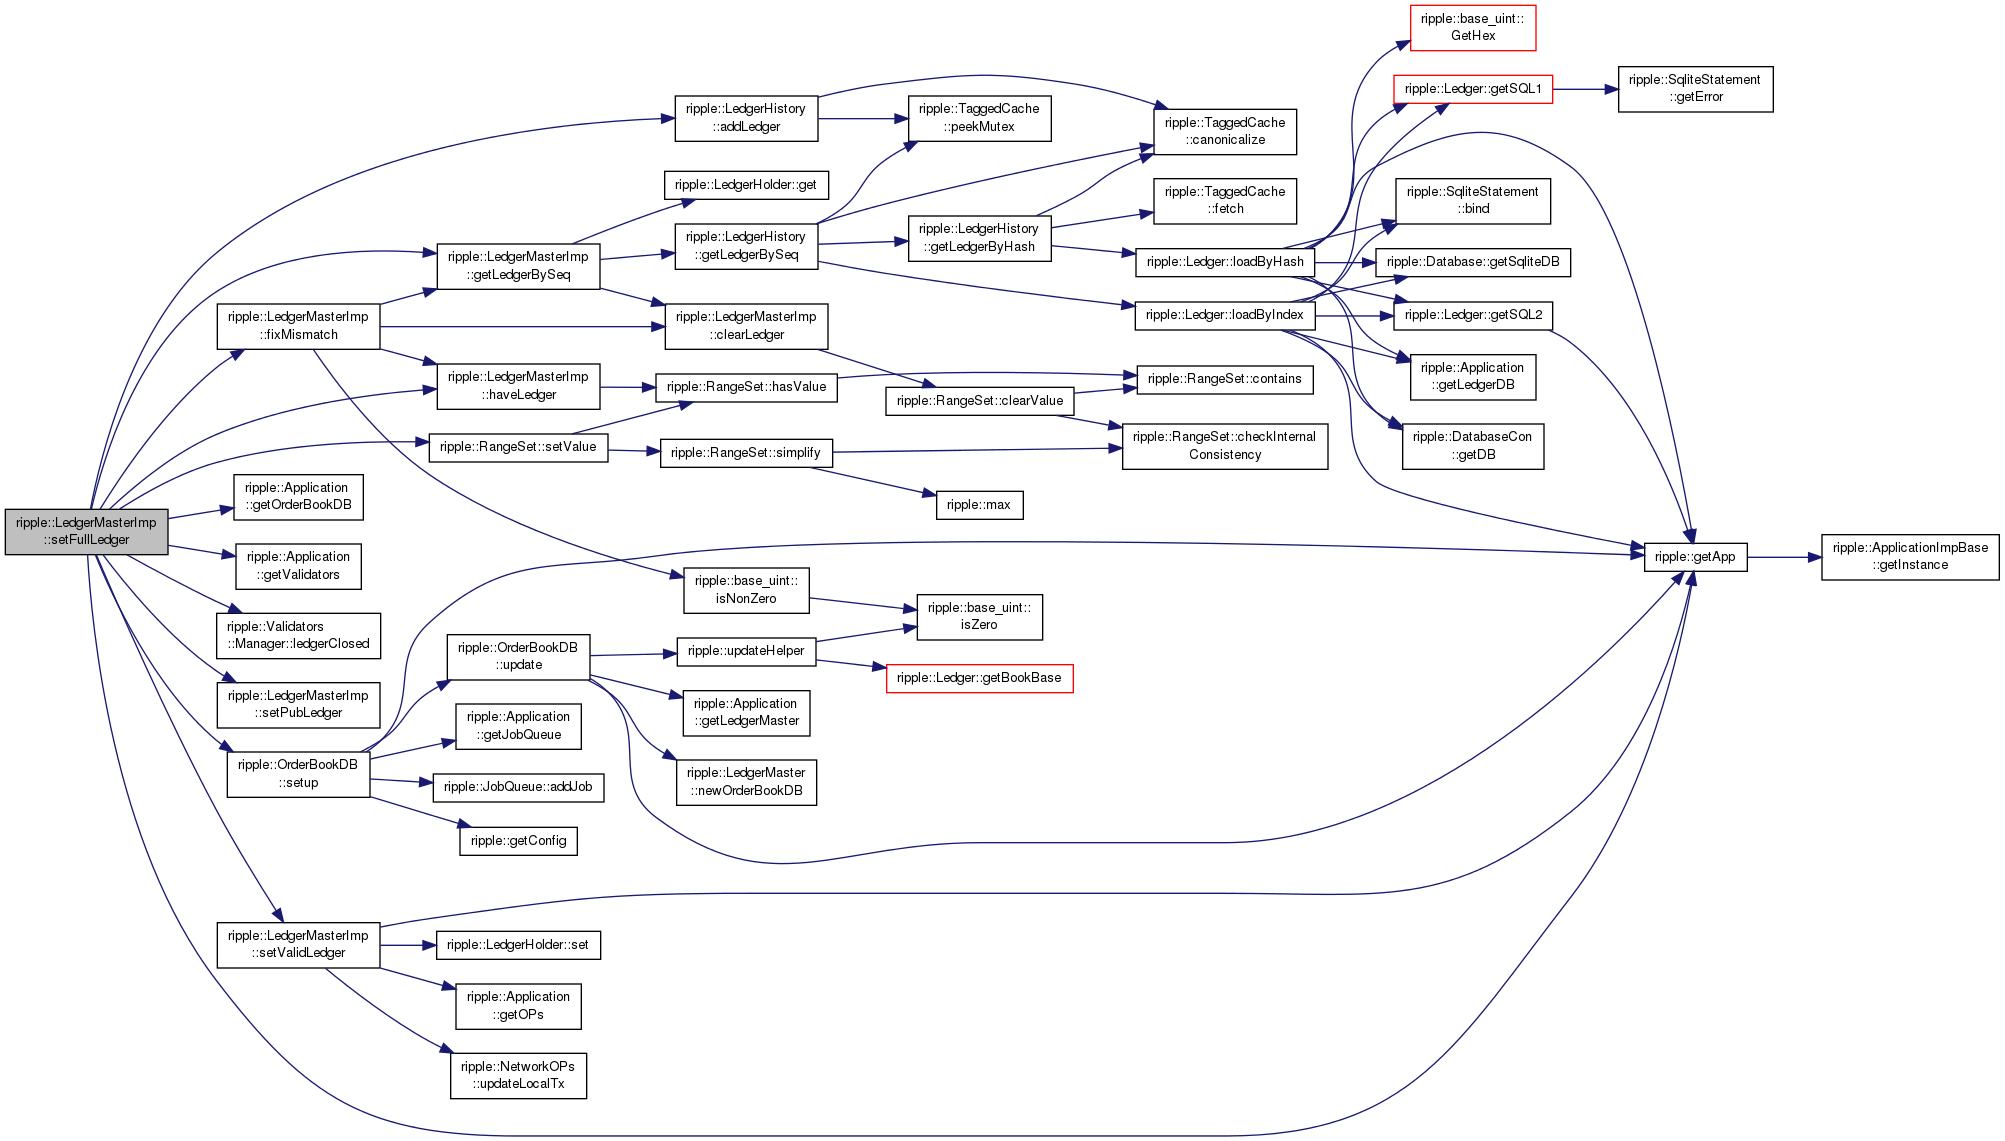 ripple::LedgerMasterImp
::setFullLedger
ripple::LedgerHistory
::addLedger
ripple::TaggedCache
::peekMutex
ripple::TaggedCache
::canonicalize
ripple::LedgerMasterImp
::getLedgerBySeq
ripple::LedgerHolder::get
ripple::LedgerHistory
::getLedgerBySeq
ripple::LedgerHistory
::getLedgerByHash
ripple::TaggedCache
::fetch
ripple::Ledger::loadByHash
ripple::base_uint::
GetHex
ripple::Ledger::getSQL1
ripple::SqliteStatement
::getError
ripple::SqliteStatement
::bind
ripple::Database::getSqliteDB
ripple::Ledger::getSQL2
ripple::Application
::getLedgerDB
ripple::DatabaseCon
::getDB
ripple::getApp
ripple::ApplicationImpBase
::getInstance
ripple::Ledger::loadByIndex
ripple::LedgerMasterImp
::clearLedger
ripple::RangeSet::clearValue
ripple::RangeSet::contains
ripple::RangeSet::checkInternal
Consistency
ripple::LedgerMasterImp
::fixMismatch
ripple::LedgerMasterImp
::haveLedger
ripple::RangeSet::hasValue
ripple::RangeSet::setValue
ripple::RangeSet::simplify
ripple::max
ripple::base_uint::
isNonZero
ripple::base_uint::
isZero
ripple::Application
::getOrderBookDB
ripple::Application
::getValidators
ripple::Validators
::Manager::ledgerClosed
ripple::LedgerMasterImp
::setPubLedger
ripple::OrderBookDB
::setup
ripple::OrderBookDB
::update
ripple::updateHelper
ripple::Ledger::getBookBase
ripple::Application
::getLedgerMaster
ripple::LedgerMaster
::newOrderBookDB
ripple::Application
::getJobQueue
ripple::JobQueue::addJob
ripple::getConfig
ripple::LedgerMasterImp
::setValidLedger
ripple::LedgerHolder::set
ripple::Application
::getOPs
ripple::NetworkOPs
::updateLocalTx